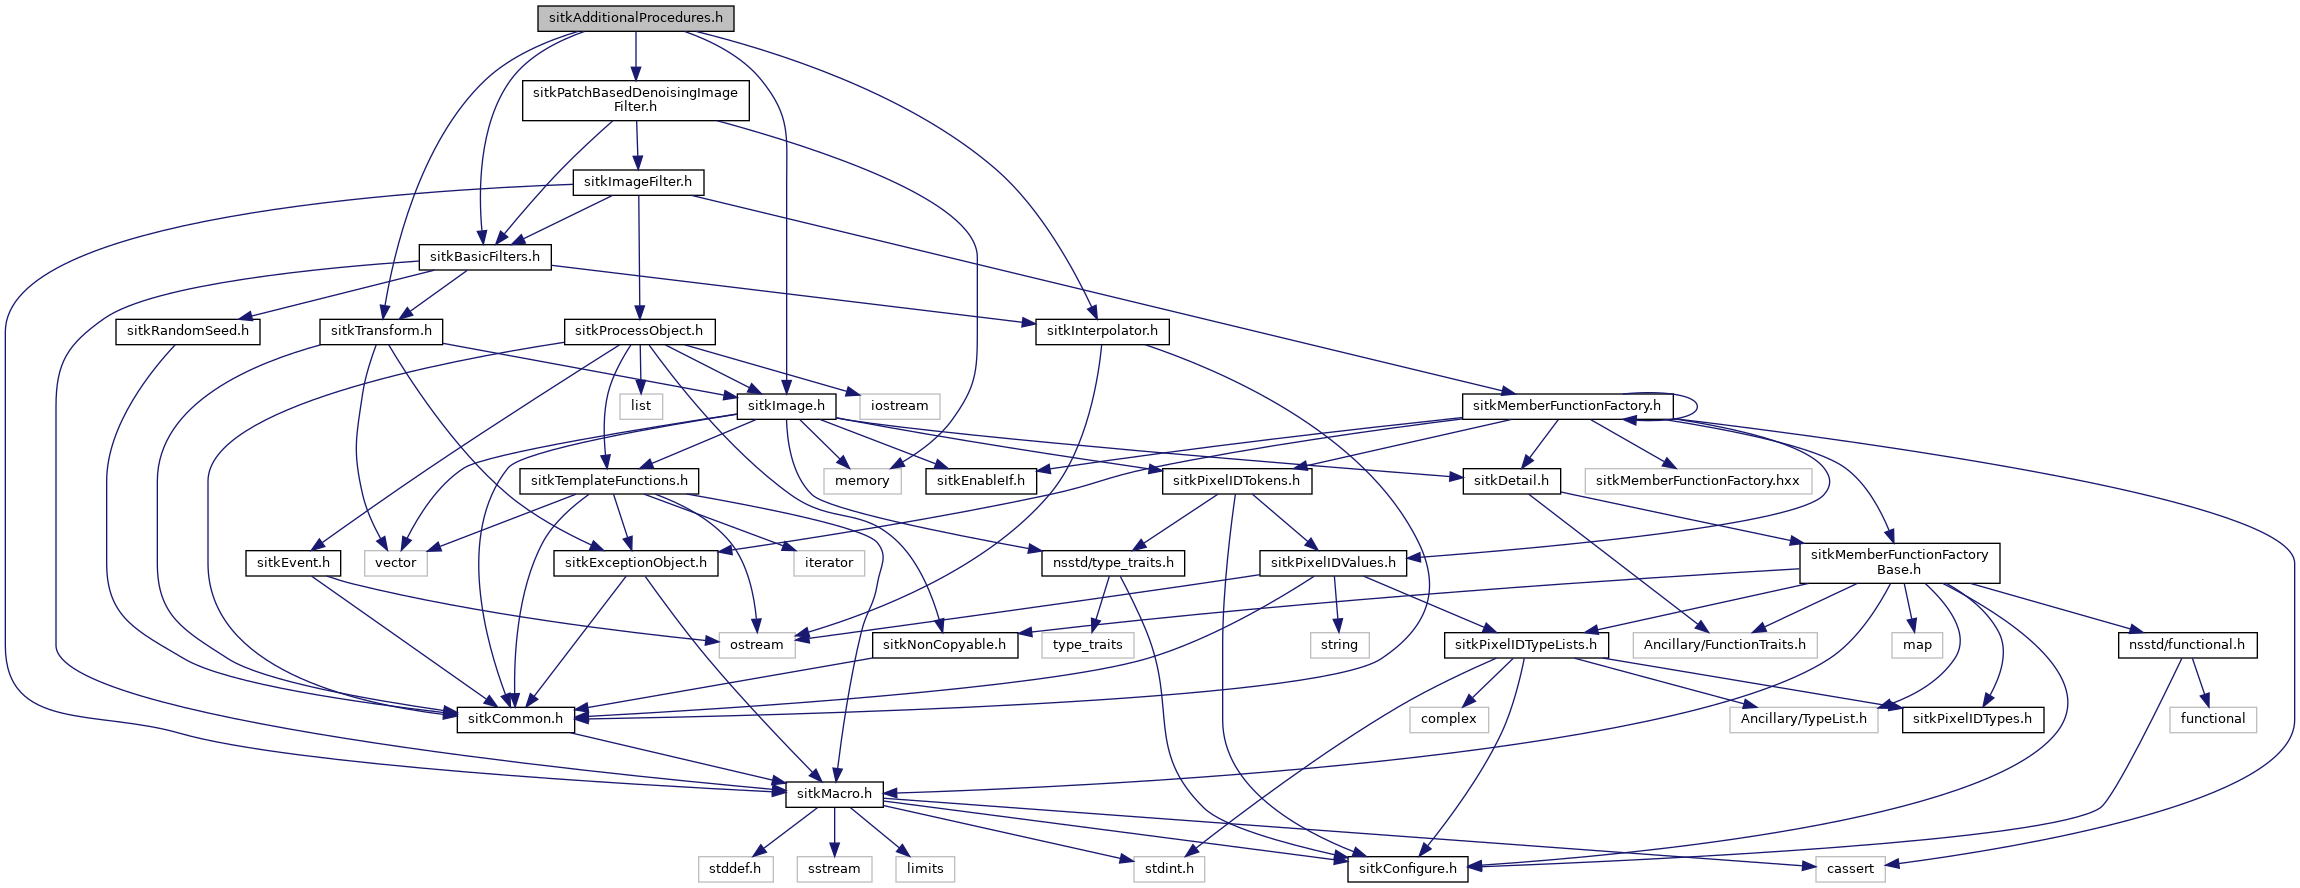 sitkAdditionalProcedures.h
sitkPatchBasedDenoisingImage
Filter.h
sitkImageFilter.h
sitkBasicFilters.h
sitkRandomSeed.h
sitkTransform.h
sitkProcessObject.h
sitkInterpolator.h
list
sitkImage.h
iostream
sitkMemberFunctionFactory.h
sitkTemplateFunctions.h
memory
sitkEnableIf.h
sitkPixelIDTokens.h
sitkDetail.h
sitkMemberFunctionFactory.hxx
sitkEvent.h
vector
sitkExceptionObject.h
iterator
nsstd/type_traits.h
sitkPixelIDValues.h
sitkMemberFunctionFactory
Base.h
ostream
sitkNonCopyable.h
type_traits
string
sitkPixelIDTypeLists.h
Ancillary/FunctionTraits.h
map
nsstd/functional.h
sitkCommon.h
complex
Ancillary/TypeList.h
sitkPixelIDTypes.h
functional
sitkMacro.h
stddef.h
sstream
limits
stdint.h
sitkConfigure.h
cassert